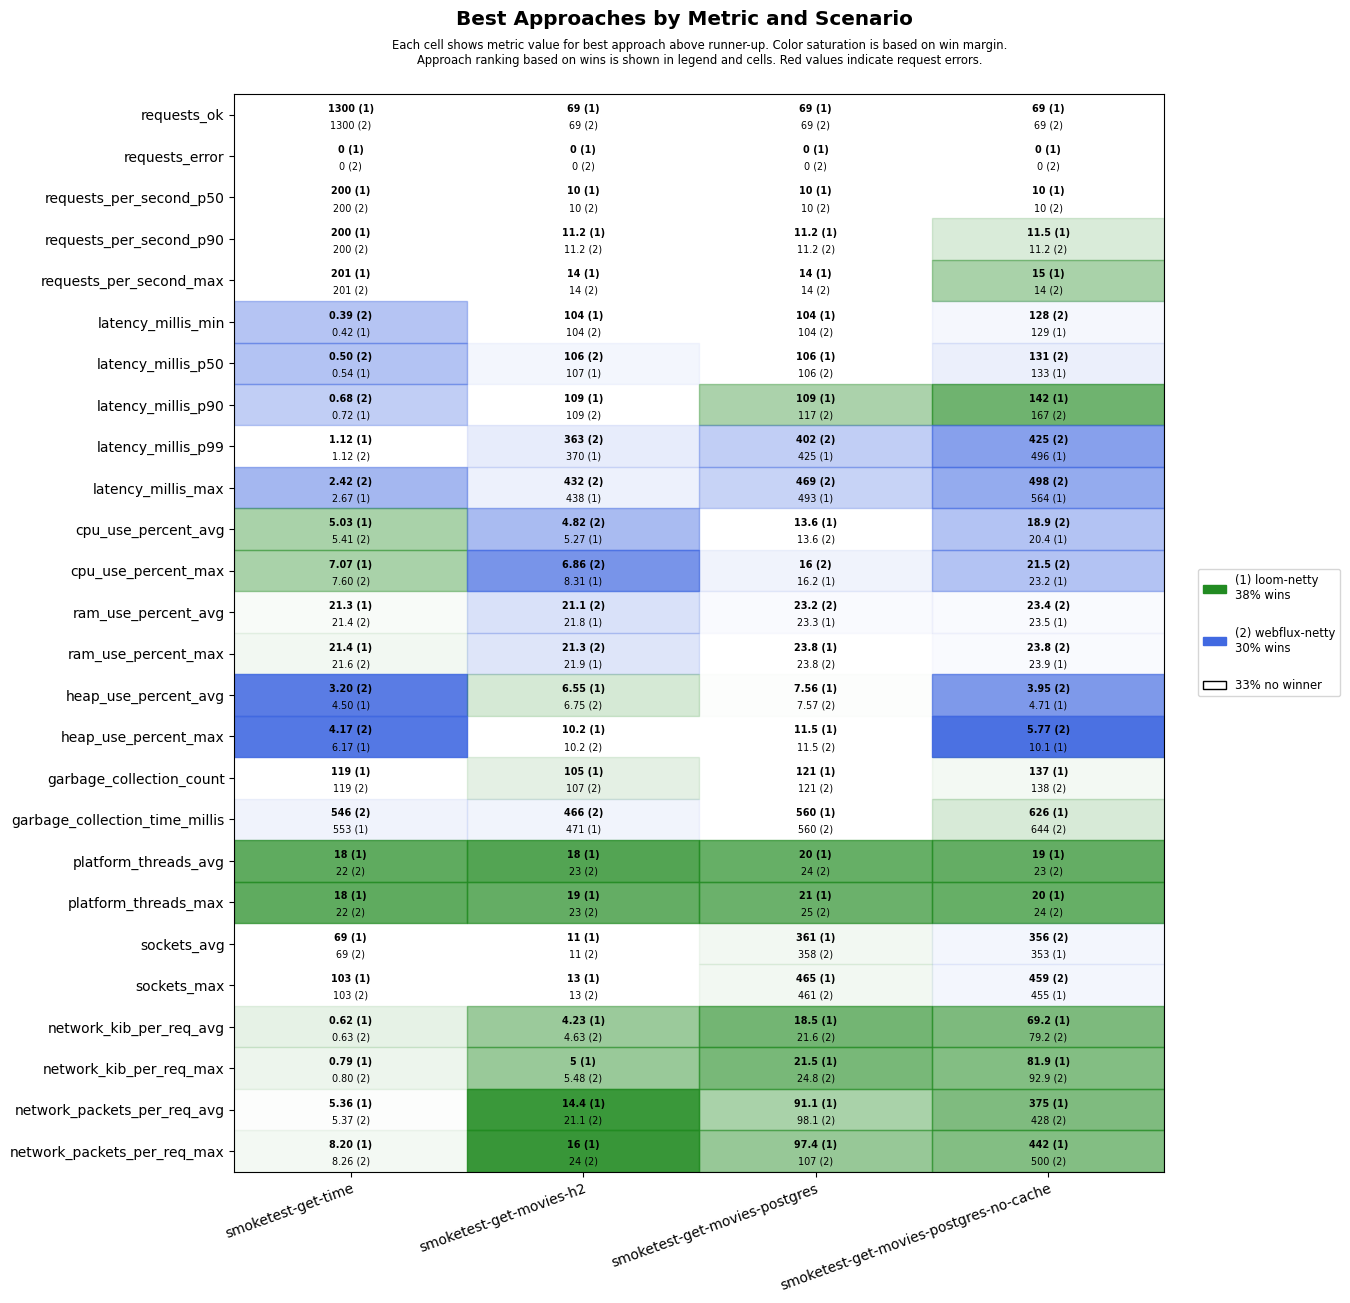 Best Approaches by Metric and Scenario
Each cell shows metric value for best approach above runner-up. Color saturation is based on win margin.
Approach ranking based on wins is shown in legend and cells. Red values indicate request errors.
requests_ok
1300 (1) 69 (1) 69 (1) 69 (1)
1300 (2) 69 (2) 69 (2) 69 (2)
requests_error
0 (1) 0 (1) 0 (1) 0 (1)
0 (2) 0 (2) 0 (2) 0 (2)
requests_per_second_p50
200 (1) 10 (1) 10 (1) 10 (1)
200 (2) 10 (2) 10 (2) 10 (2)
requests_per_second_p90
200 (1) 11.2 (1) 11.2 (1) 11.5 (1)
200 (2) 11.2 (2) 11.2 (2) 11.2 (2)
requests_per_second_max
201 (1) 14 (1) 14 (1) 15 (1)
201 (2) 14 (2) 14 (2) 14 (2)
latency_millis_min
0.39 (2) 104 (1) 104 (1) 128 (2)
0.42 (1) 104 (2) 104 (2) 129 (1)
latency_millis_p50
0.50 (2) 106 (2) 106 (1) 131 (2)
0.54 (1) 107 (1) 106 (2) 133 (1)
latency_millis_p90
0.68 (2) 109 (1) 109 (1) 142 (1)
0.72 (1) 109 (2) 117 (2) 167 (2)
latency_millis_p99
1.12 (1) 363 (2) 402 (2) 425 (2)
1.12 (2) 370 (1) 425 (1) 496 (1)
latency_millis_max
2.42 (2) 432 (2) 469 (2) 498 (2)
2.67 (1) 438 (1) 493 (1) 564 (1)
cpu_use_percent_avg
5.03 (1) 4.82 (2) 13.6 (1) 18.9 (2)
5.41 (2) 5.27 (1) 13.6 (2) 20.4 (1)
cpu_use_percent_max
7.07 (1) 6.86 (2) 16 (2) 21.5 (2)
7.60 (2) 8.31 (1) 16.2 (1) 23.2 (1)
ram_use_percent_avg
21.3 (1) 21.1 (2) 23.2 (2) 23.4 (2)
21.4 (2) 21.8 (1) 23.3 (1) 23.5 (1)
ram_use_percent_max
21.4 (1) 21.3 (2) 23.8 (1) 23.8 (2)
21.6 (2) 21.9 (1) 23.8 (2) 23.9 (1)
heap_use_percent_avg
3.20 (2) 6.55 (1) 7.56 (1) 3.95 (2)
4.50 (1) 6.75 (2) 7.57 (2) 4.71 (1)
heap_use_percent_max
4.17 (2) 10.2 (1) 11.5 (1) 5.77 (2)
6.17 (1) 10.2 (2) 11.5 (2) 10.1 (1)
garbage_collection_count
119 (1) 105 (1) 121 (1) 137 (1)
119 (2) 107 (2) 121 (2) 138 (2)
garbage_collection_time_millis
546 (2) 466 (2) 560 (1) 626 (1)
553 (1) 471 (1) 560 (2) 644 (2)
platform_threads_avg
18 (1) 18 (1) 20 (1) 19 (1)
22 (2) 23 (2) 24 (2) 23 (2)
platform_threads_max
18 (1) 19 (1) 21 (1) 20 (1)
22 (2) 23 (2) 25 (2) 24 (2)
sockets_avg
69 (1) 11 (1) 361 (1) 356 (2)
69 (2) 11 (2) 358 (2) 353 (1)
sockets_max
103 (1) 13 (1) 465 (1) 459 (2)
103 (2) 13 (2) 461 (2) 455 (1)
network_kib_per_req_avg
0.62 (1) 4.23 (1) 18.5 (1) 69.2 (1)
0.63 (2) 4.63 (2) 21.6 (2) 79.2 (2)
network_kib_per_req_max
0.79 (1) 5 (1) 21.5 (1) 81.9 (1)
0.80 (2) 5.48 (2) 24.8 (2) 92.9 (2)
network_packets_per_req_avg
5.36 (1) 14.4 (1) 91.1 (1) 375 (1)
5.37 (2) 21.1 (2) 98.1 (2) 428 (2)
network_packets_per_req_max
8.20 (1) 16 (1) 97.4 (1) 442 (1)
8.26 (2) 24 (2) 107 (2) 500 (2)
smoketest-get-time
smoketest-get-movies-h2
smoketest-get-movies-postgres
smoketest-get-movies-postgres-no-cache
(1) loom-netty
38% wins
(2) webflux-netty
30% wins
33% no winner